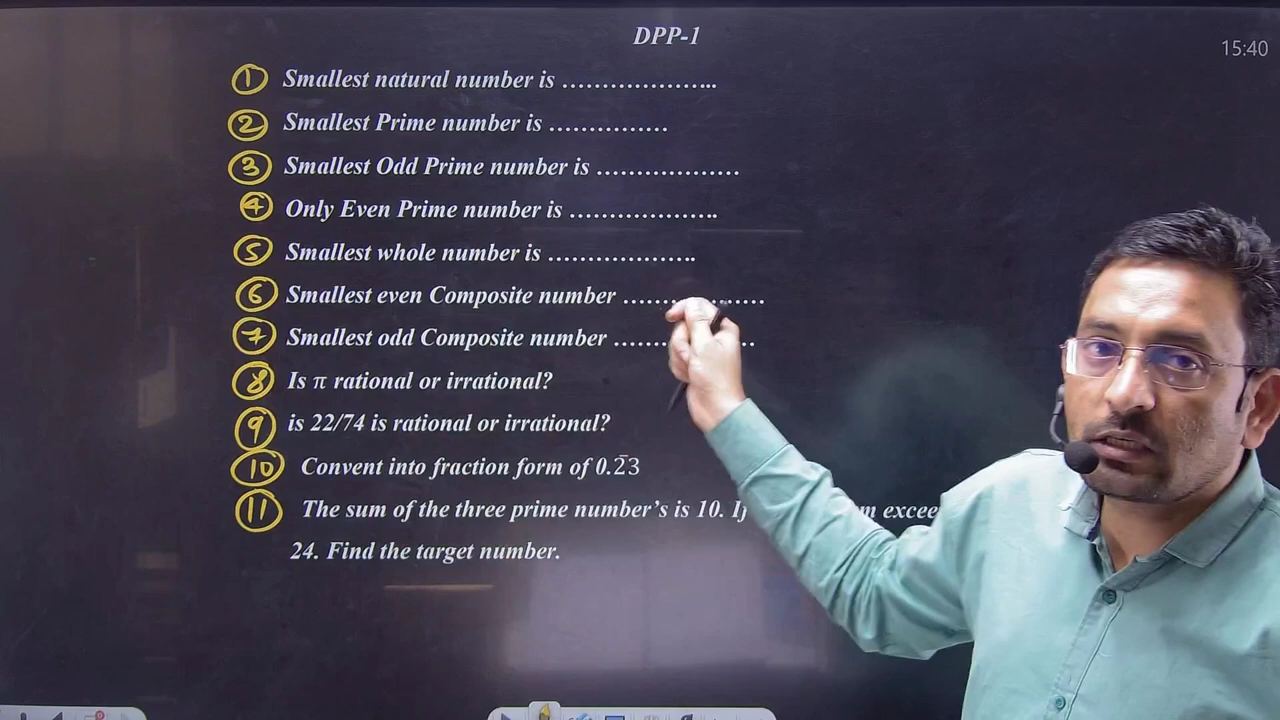 DPP-1
15:40
① Smallest natural number is ………………..
② Smallest Prime number is ……………
③ Smallest Odd Prime number is ………………
④ Only Even Prime number is ………………..
⑤ Smallest whole number is ………………..
⑥ Smallest even Composite number ………………
⑦ Smallest odd Composite number ………………
⑧ Is π rational or irrational?
⑨ is 22/74 is rational or irrational?
⑩ Convent into fraction form of 0.2̅3̅
⑪ The sum of the three prime number's is 10. If
24. Find the target number.